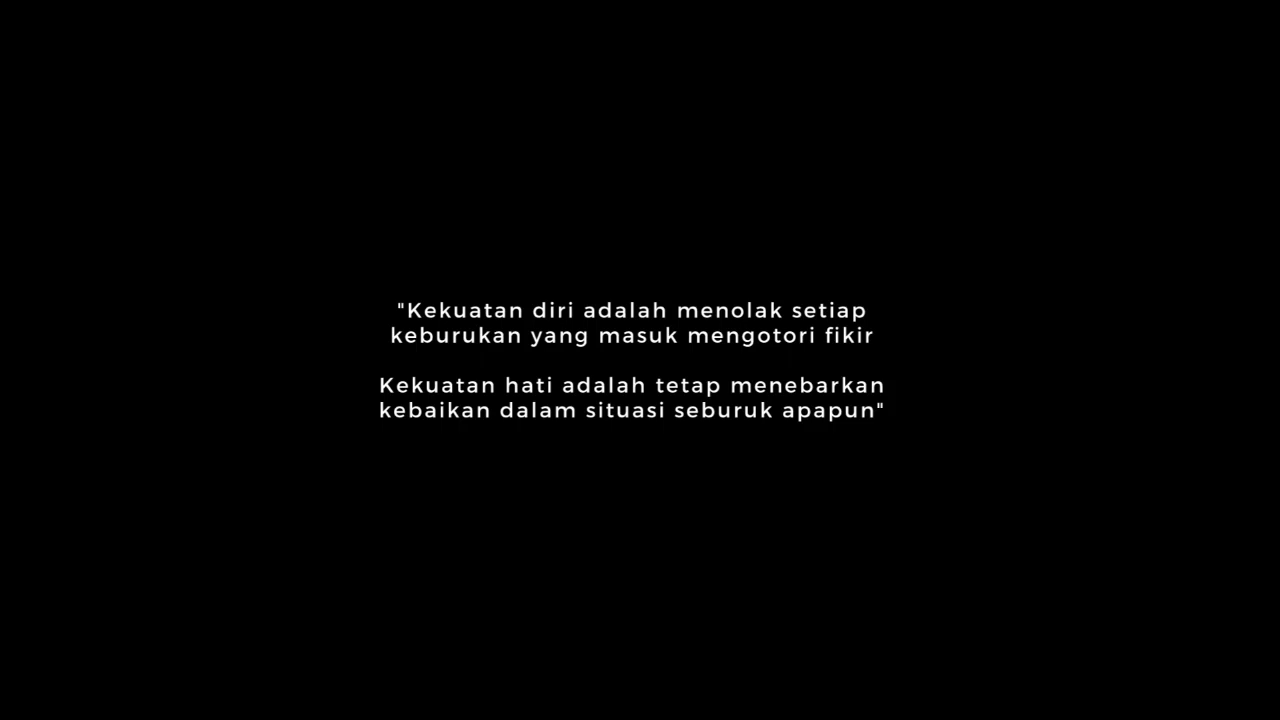 "Kekuatan diri adalah menolak setiap
keburukan yang masuk mengotori fikir
Kekuatan hati adalah tetap menebarkan
kebaikan dalam situasi seburuk apapun"